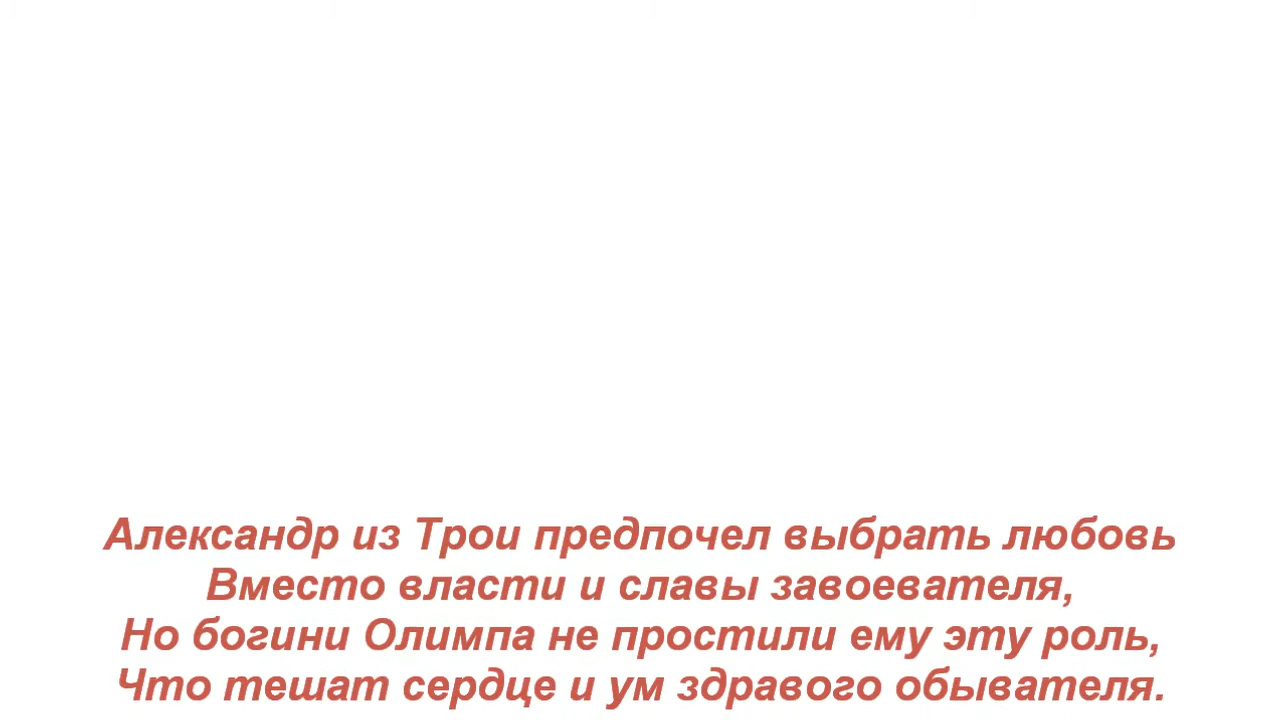 Александр из Трои предпочел выбрать любовь
Вместо власти и славы завоевателя,
Но богини Олимпа не простили ему эту роль,
Что тешат сердце и ум здравого обывателя.